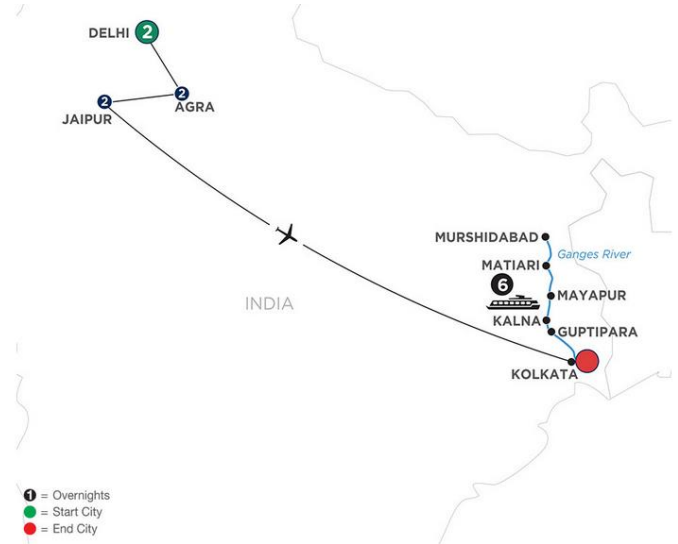 DELHI 2
2
2
AGRA
JAIPUR
MURSHIDABAD
Ganges River
MATIARI
6
MAYAPUR
INDIA
KALNA
GUPTIPARA
KOLKATA
1 = Overnights
= Start City
= End City